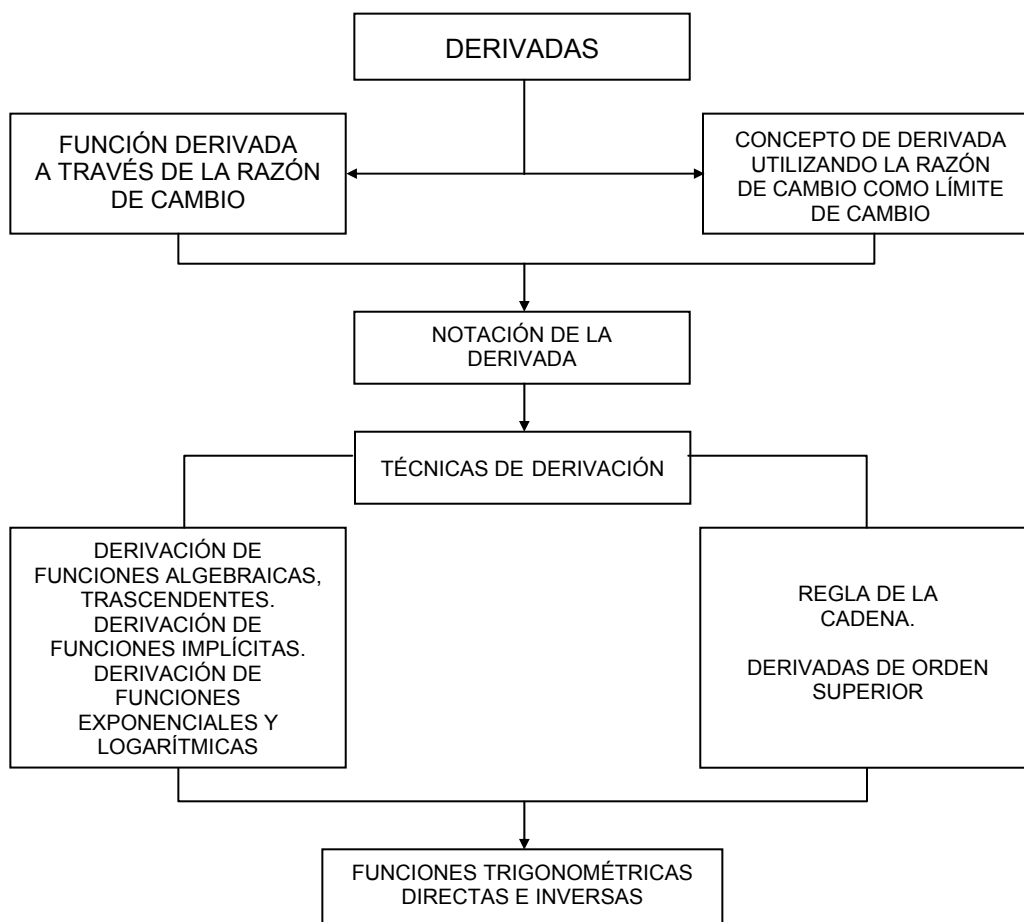 DERIVADAS
FUNCIÓN DERIVADA
A TRAVÉS DE LA RAZÓN
DE CAMBIO
CONCEPTO DE DERIVADA
UTILIZANDO LA RAZÓN
DE CAMBIO COMO LÍMITE
DE CAMBIO
NOTACIÓN DE LA
DERIVADA
TÉCNICAS DE DERIVACIÓN
DERIVACIÓN DE
FUNCIONES ALGEBRAICAS,
TRASCENDENTES.
DERIVACIÓN DE
FUNCIONES IMPLÍCITAS.
DERIVACIÓN DE
FUNCIONES
EXPONENCIALES Y
LOGARÍTMICAS
REGLA DE LA
CADENA.
DERIVADAS DE ORDEN
SUPERIOR
FUNCIONES TRIGONOMÉTRICAS
DIRECTAS E INVERSAS